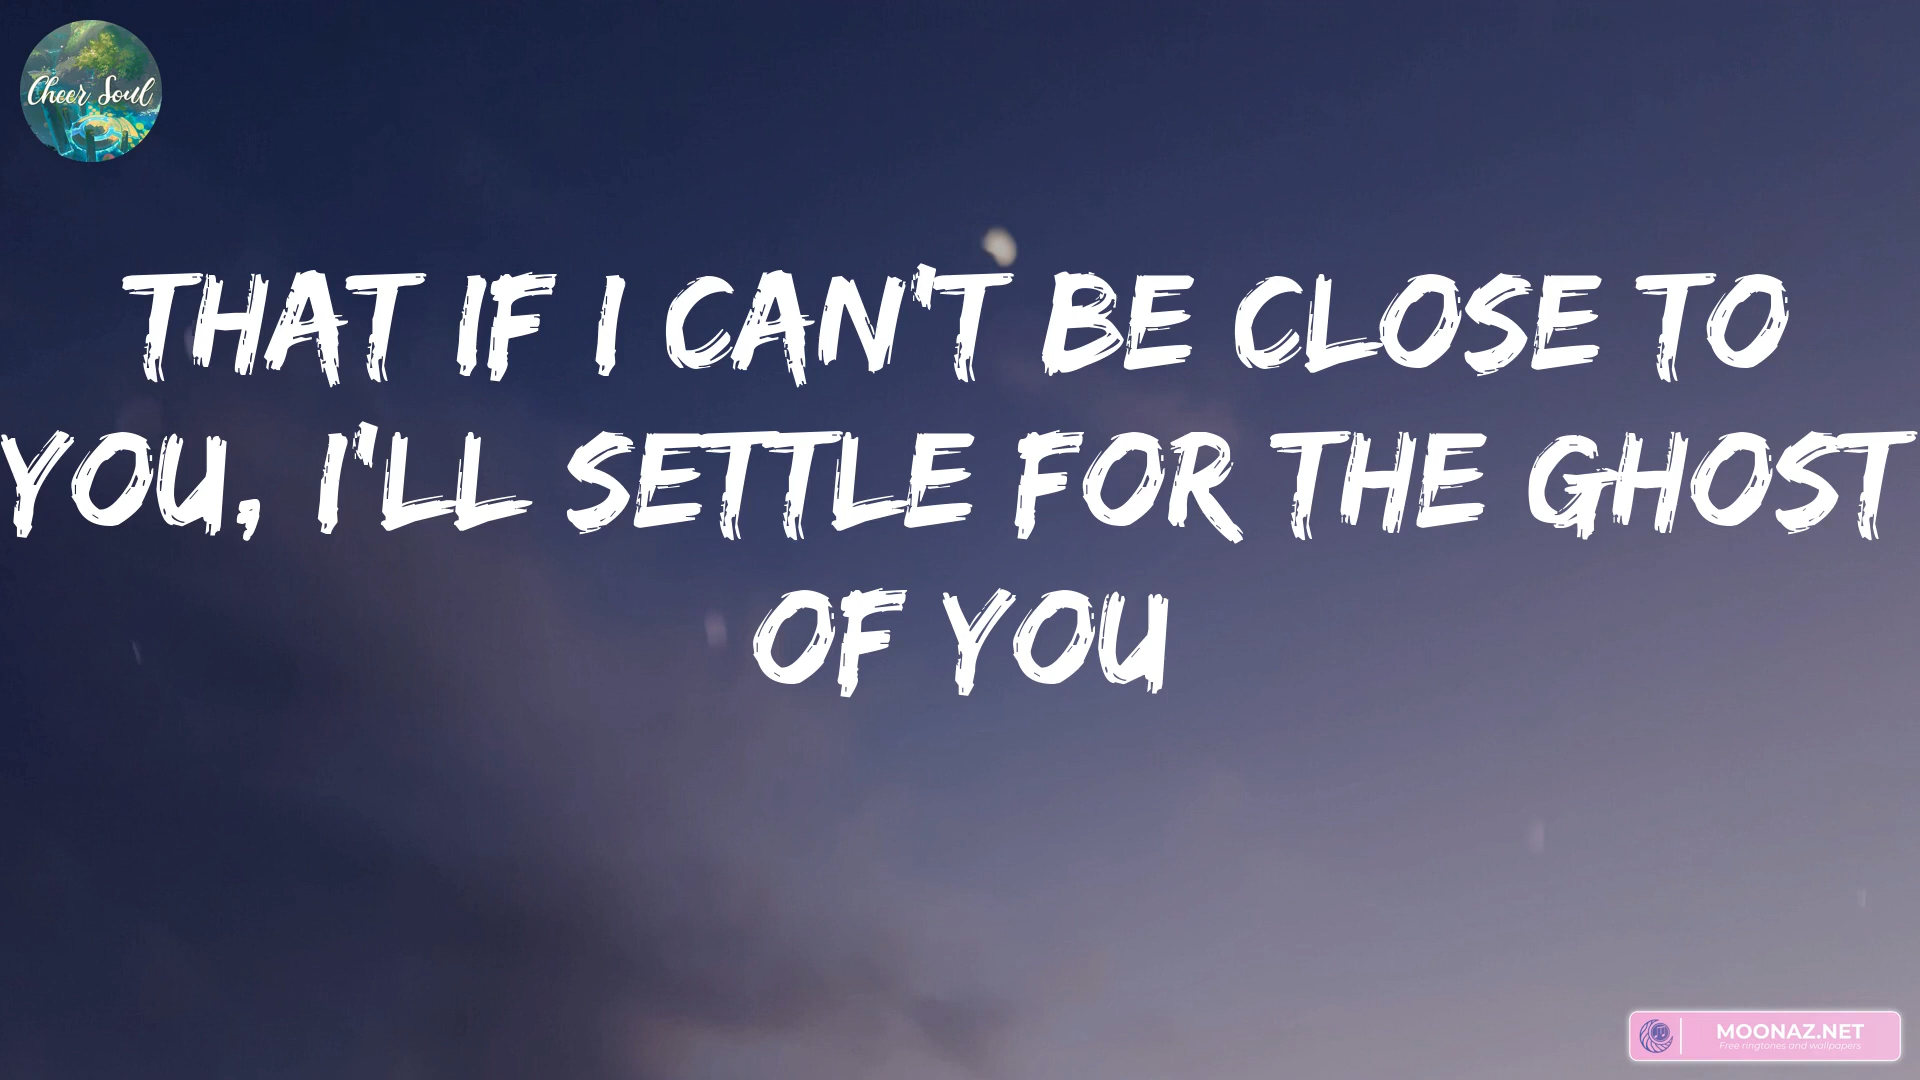 Cheer Soul
THAT IF I CAN'T BE CLOSE TO
YOU, I'LL SETTLE FOR THE GHOST
OF YOU
MOONAZ.NET
Free ringtones and wallpapers